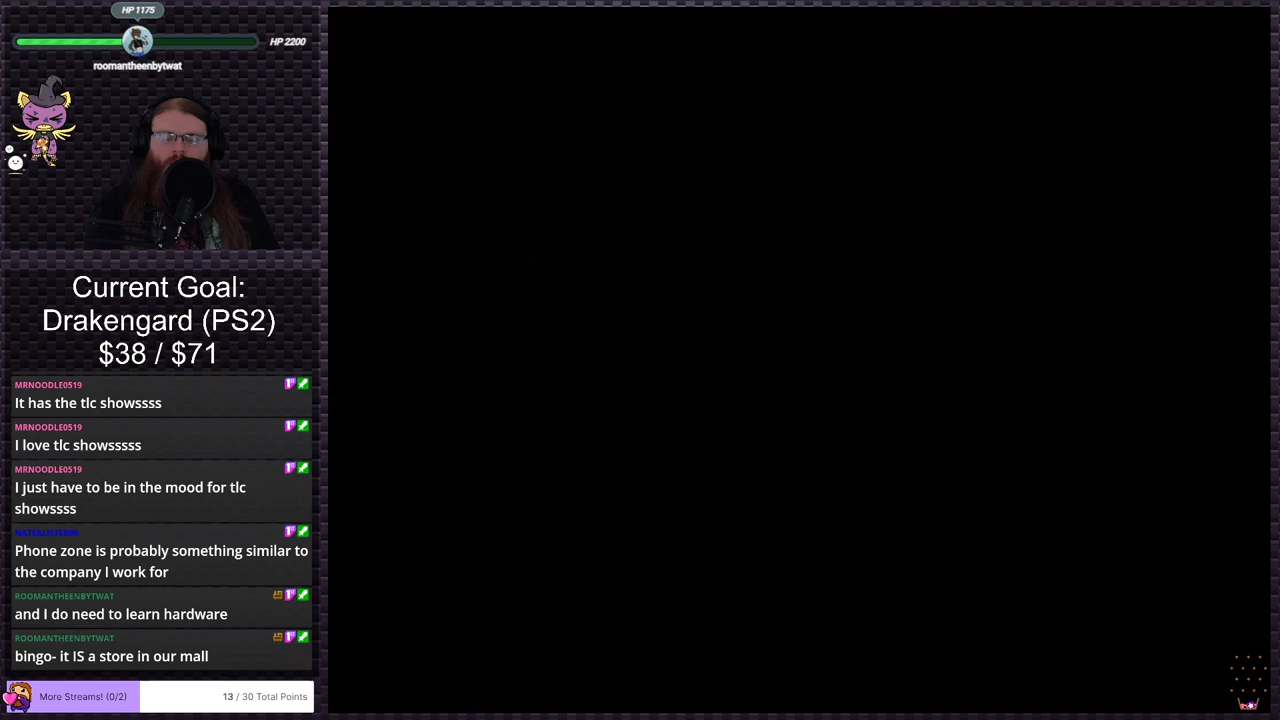 HP 1175
HP 2200
roomantheenbytwat
Current Goal:
Drakengard (PS2)
$38 / $71
MRNOODLE0519
It has the tlc showssss
MRNOODLE0519
I love tlc showsssss
MRNOODLE0519
I just have to be in the mood for tlc
showssss
Phone zone is probably something similar to
the company I work for
ROOMANTHEENBYTWAT
and I do need to learn hardware
ROOMANTHEENBYTWAT
bingo- it IS a store in our mall
More Streams! (0/2)
13 / 30 Total Points